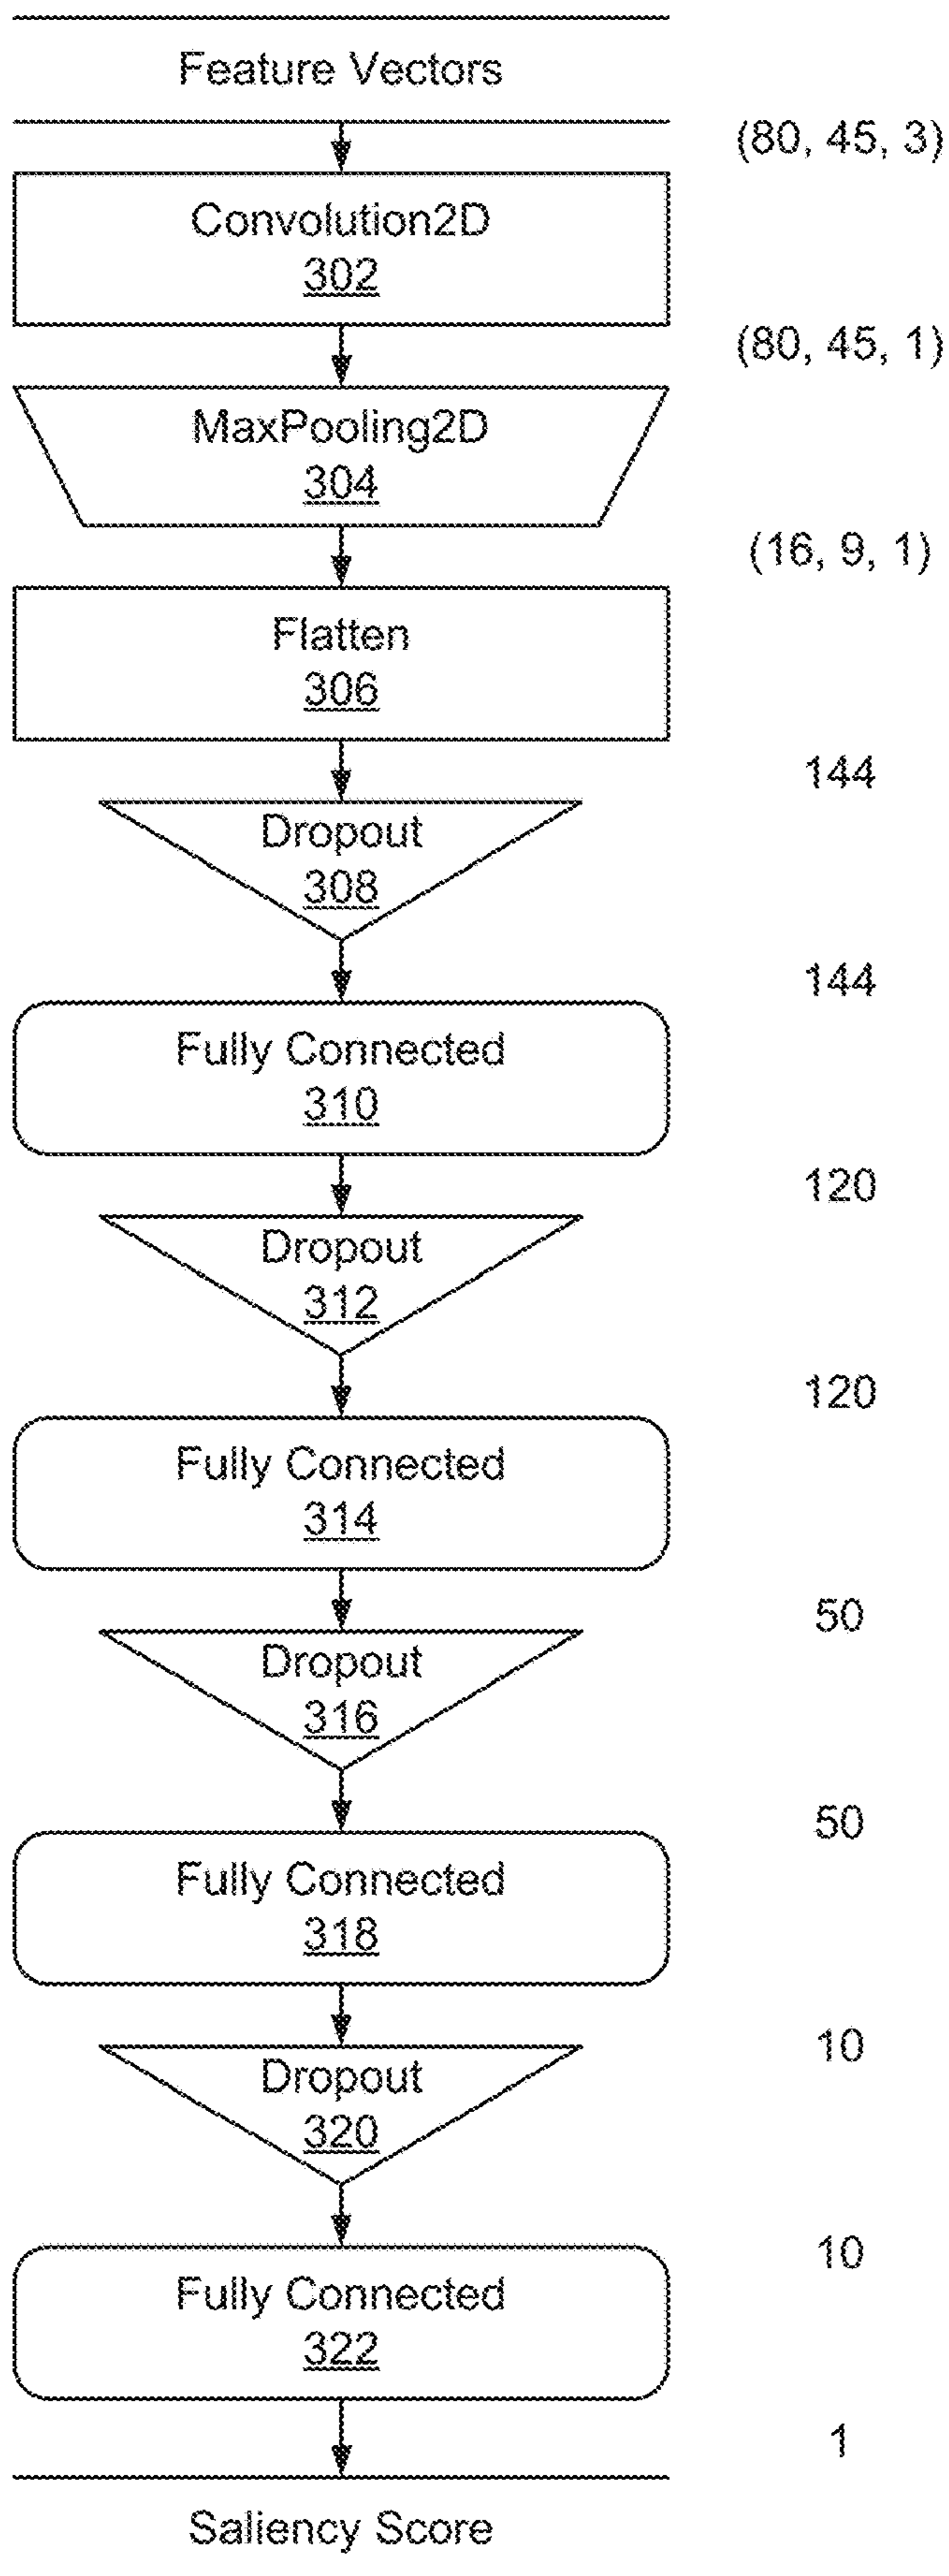 Feature Vectors
(80, 45, 3)
Convolution2D
302
(80, 45, 1)
MaxPooling2D
304
(16, 9, 1)
Flatten
306
144
Dropout
308
144
Fully Connected
310
120
Dropout
312
120
Fully Connected
314
50
Dropout
316
50
Fully Connected
318
10
Dropout
320
10
Fully Connected
322
1
Saliency Score